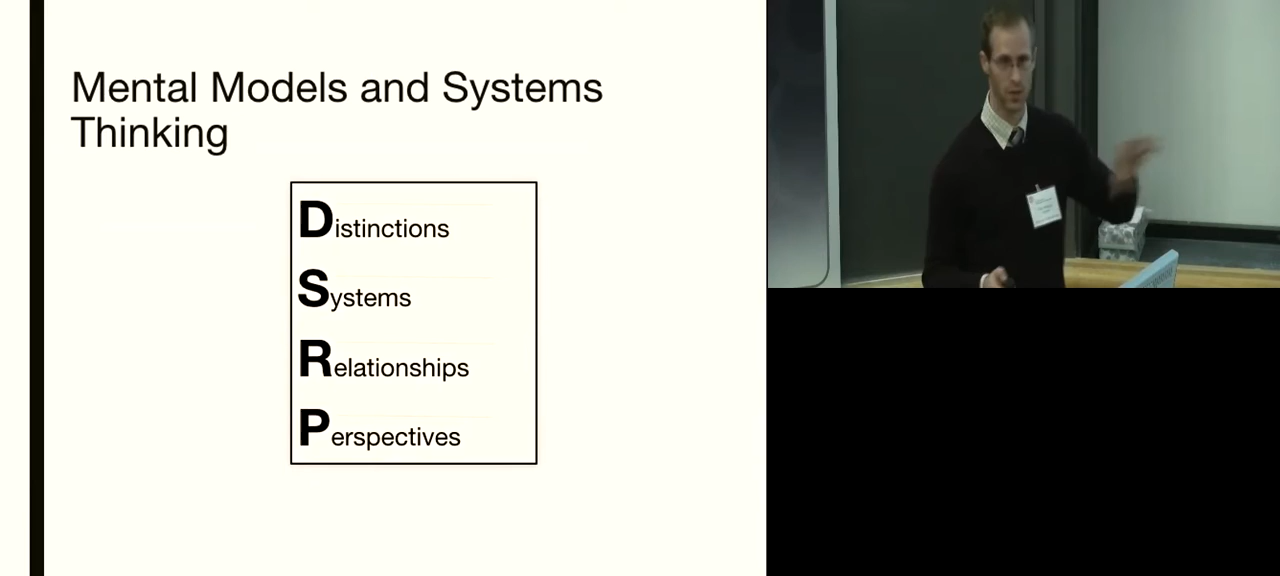 Mental Models and Systems
Thinking
Distinctions
Systems
Relationships
Perspectives